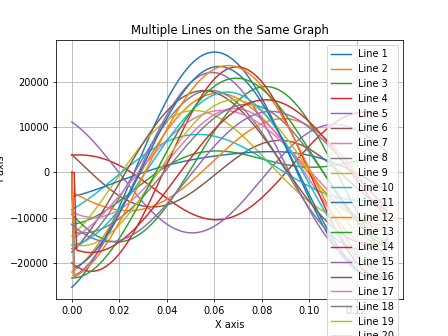 Multiple Lines on the Same Graph
20000
10000
0
−10000
−20000
axis
0.00
0.02
0.04
0.06
0.08
0.10
X axis
Line 1
Line 2
Line 3
Line 4
Line 5
Line 6
Line 7
Line 8
Line 9
Line 10
Line 11
Line 12
Line 13
Line 14
Line 15
Line 16
Line 17
Line 18
Line 19
Line 20